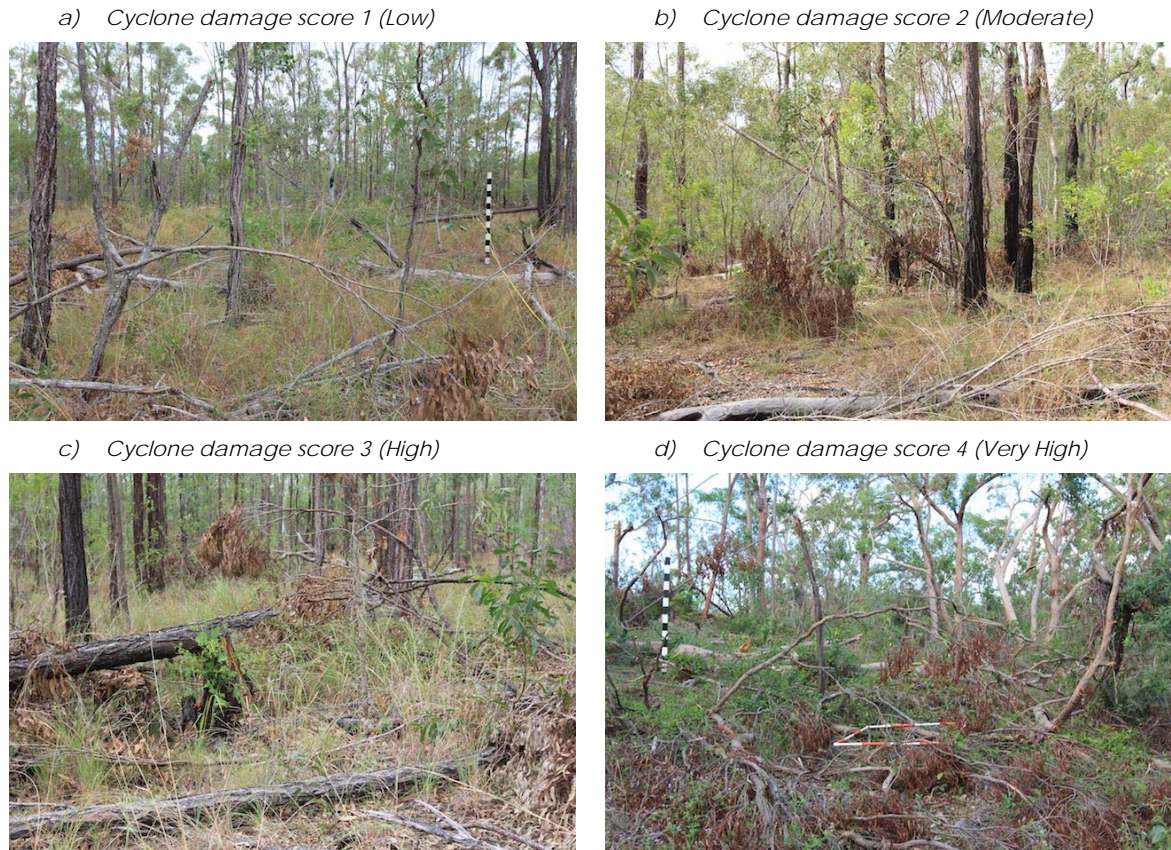 a) Cyclone damage score 1 (Low)
b) Cyclone damage score 2 (Moderate)
c) Cyclone damage score 3 (High)
d) Cyclone damage score 4 (Very High)